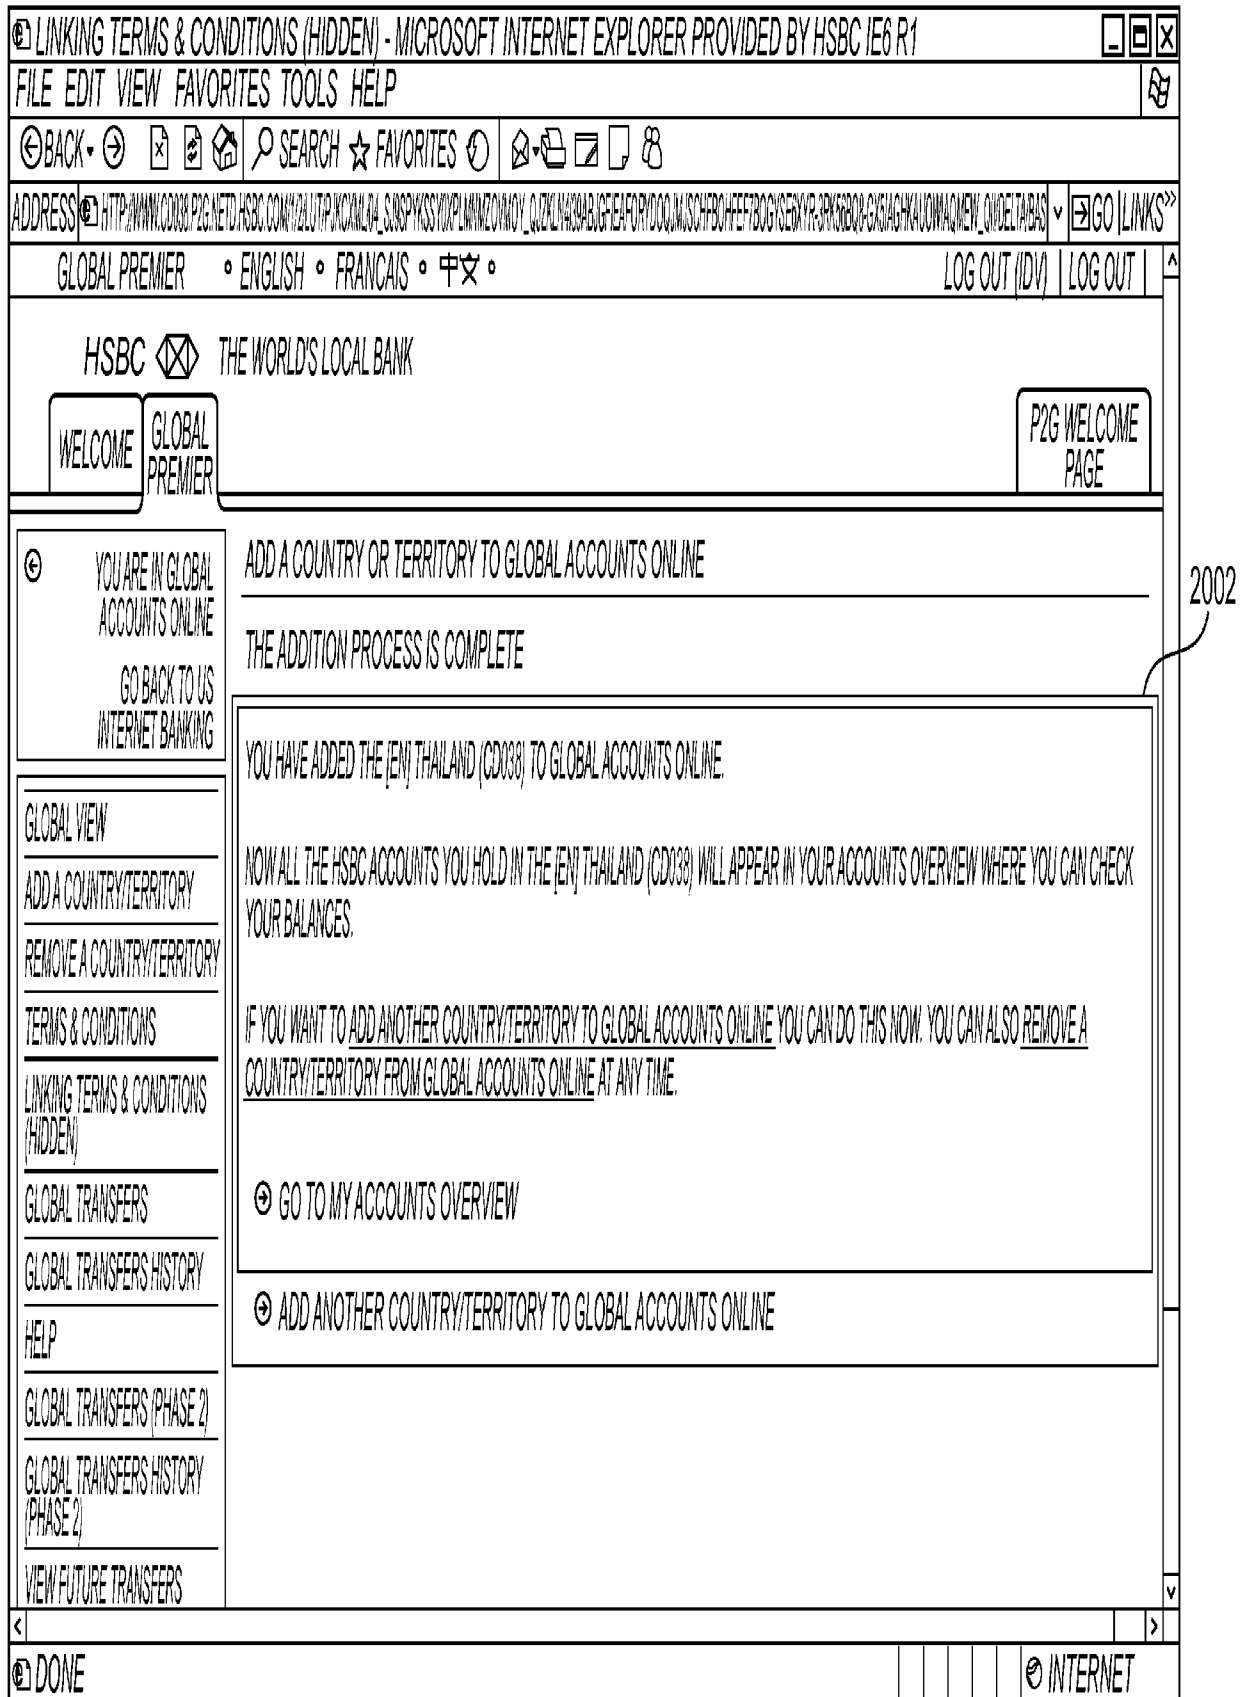 LINKING TERMS & CONDITIONS (HIDDEN) - MICROSOFT INTERNET EXPLORER PROVIDED BY HSBC IE6 R1
FILE EDIT VIEW FAVORITES TOOLS HELP
BACK SEARCH FAVORITES
ADDRESS GO LINKS
GLOBAL PREMIER • ENGLISH • FRANCAIS • 中文 • LOG OUT (IDV) | LOG OUT |
HSBC THE WORLD'S LOCAL BANK
WELCOME
GLOBAL
PREMIER
P2G WELCOME
PAGE
YOU ARE IN GLOBAL
ACCOUNTS ONLINE
GO BACK TO US
INTERNET BANKING
GLOBAL VIEW
ADD A COUNTRY/TERRITORY
REMOVE A COUNTRY/TERRITORY
TERMS & CONDITIONS
LINKING TERMS & CONDITIONS
(HIDDEN)
GLOBAL TRANSFERS
GLOBAL TRANSFERS HISTORY
HELP
GLOBAL TRANSFERS (PHASE 2)
GLOBAL TRANSFERS HISTORY
(PHASE 2)
VIEW FUTURE TRANSFERS
ADD A COUNTRY OR TERRITORY TO GLOBAL ACCOUNTS ONLINE
2002
THE ADDITION PROCESS IS COMPLETE
YOU HAVE ADDED THE [EN] THAILAND (CD038) TO GLOBAL ACCOUNTS ONLINE.
NOW ALL THE HSBC ACCOUNTS YOU HOLD IN THE [EN] THAILAND (CD038) WILL APPEAR IN YOUR ACCOUNTS OVERVIEW WHERE YOU CAN CHECK
YOUR BALANCES.
IF YOU WANT TO ADD ANOTHER COUNTRY/TERRITORY TO GLOBAL ACCOUNTS ONLINE YOU CAN DO THIS NOW. YOU CAN ALSO REMOVE A
COUNTRY/TERRITORY FROM GLOBAL ACCOUNTS ONLINE AT ANY TIME.
GO TO MY ACCOUNTS OVERVIEW
ADD ANOTHER COUNTRY/TERRITORY TO GLOBAL ACCOUNTS ONLINE
DONE INTERNET